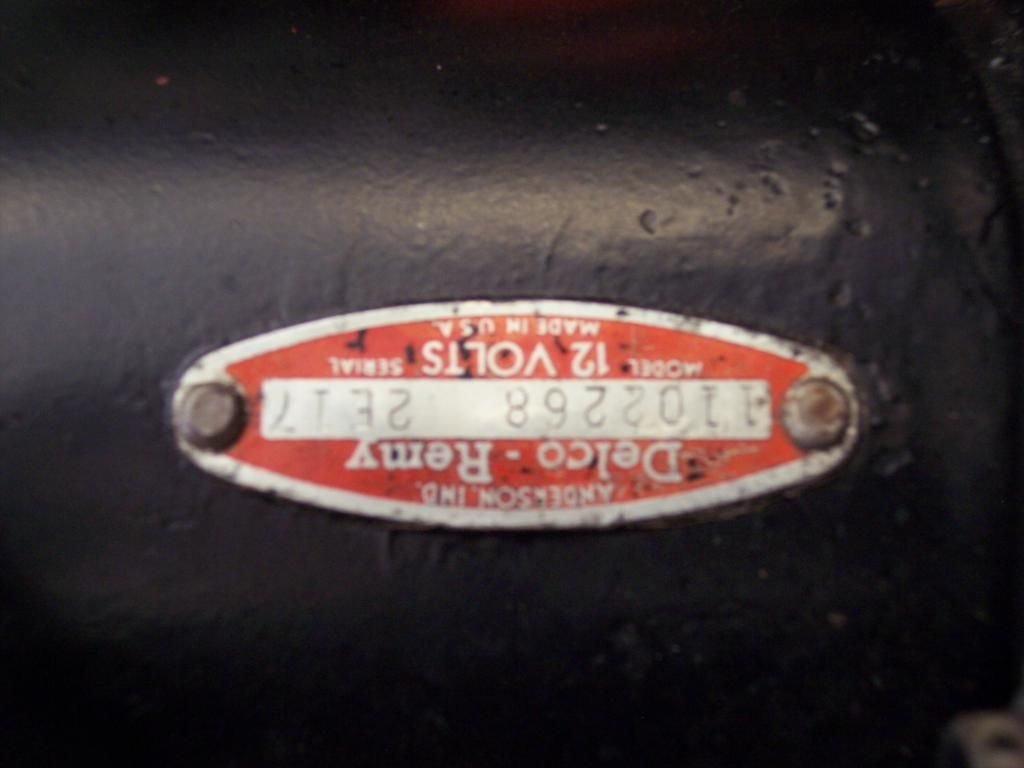 ANDERSON, IND.
Delco - Remy
1102268 2E17
MODEL 12 VOLTS SERIAL
MADE IN U.S.A.